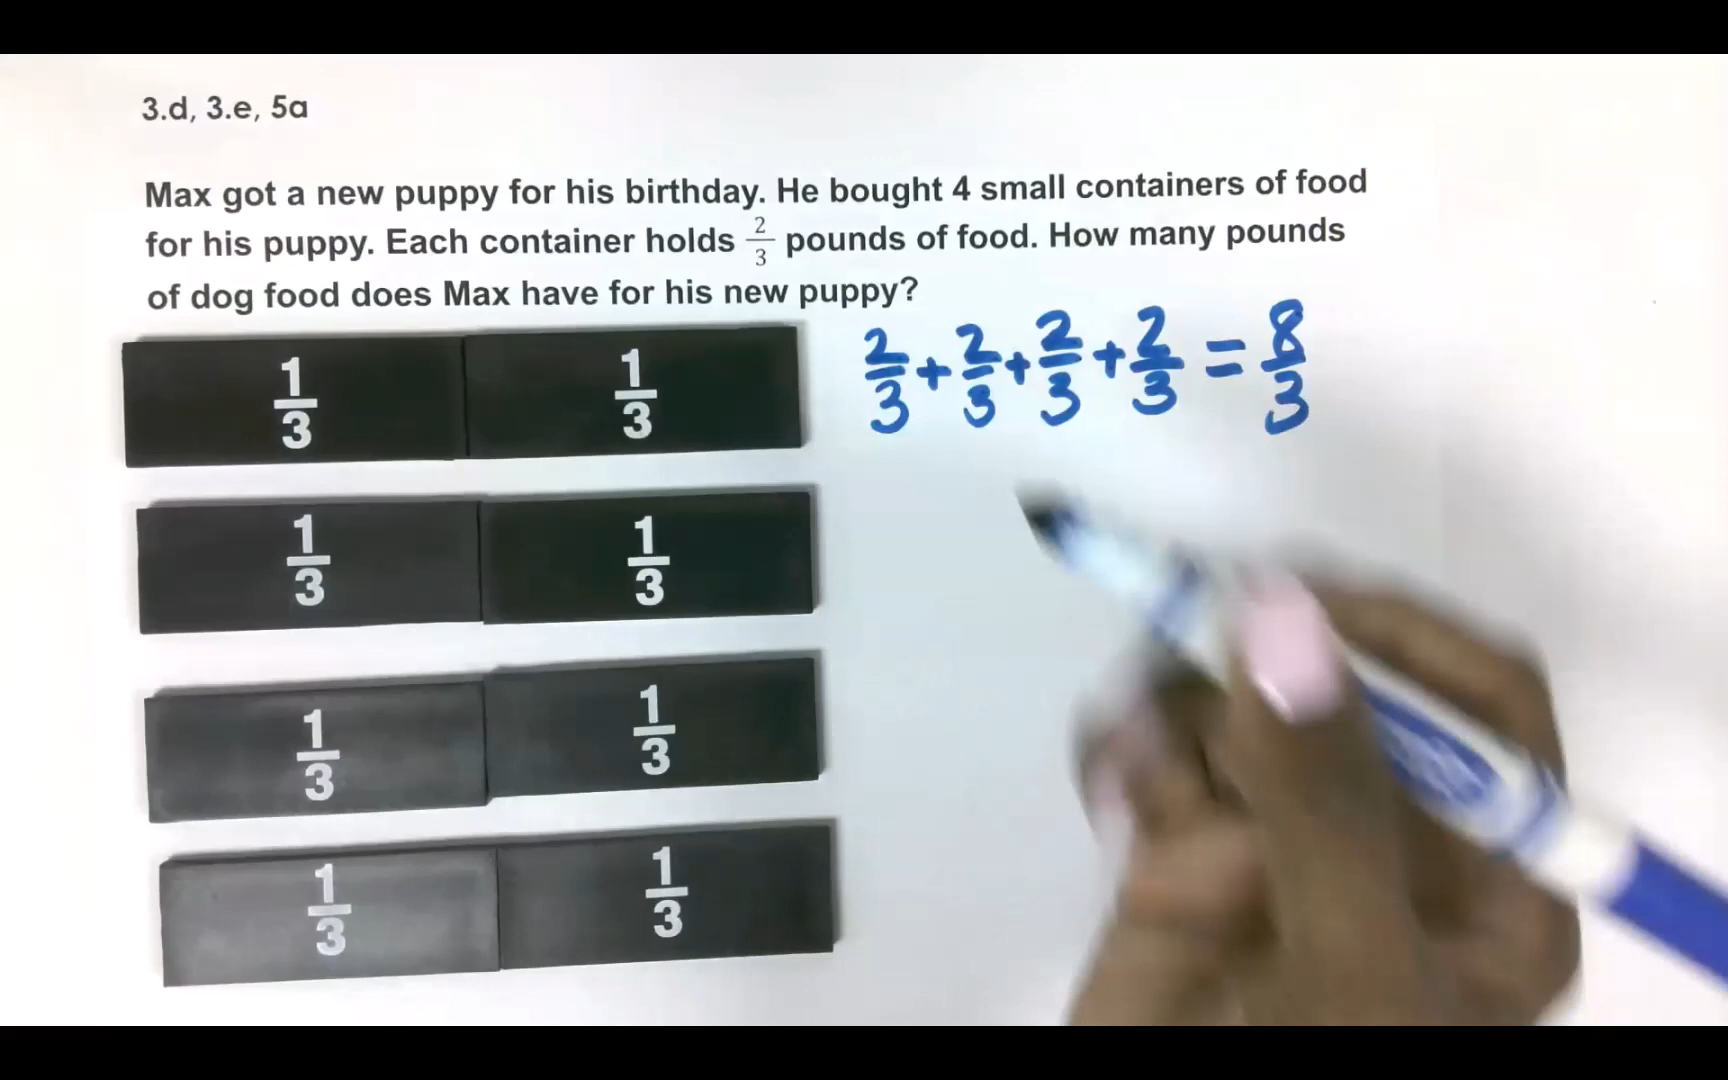 3.d, 3.e, 5a
Max got a new puppy for his birthday. He bought 4 small containers of food
for his puppy. Each container holds 2/3 pounds of food. How many pounds
of dog food does Max have for his new puppy?
2/3 + 2/3 + 2/3 + 2/3 = 8/3
1/3 1/3
1/3 1/3
1/3 1/3
1/3 1/3